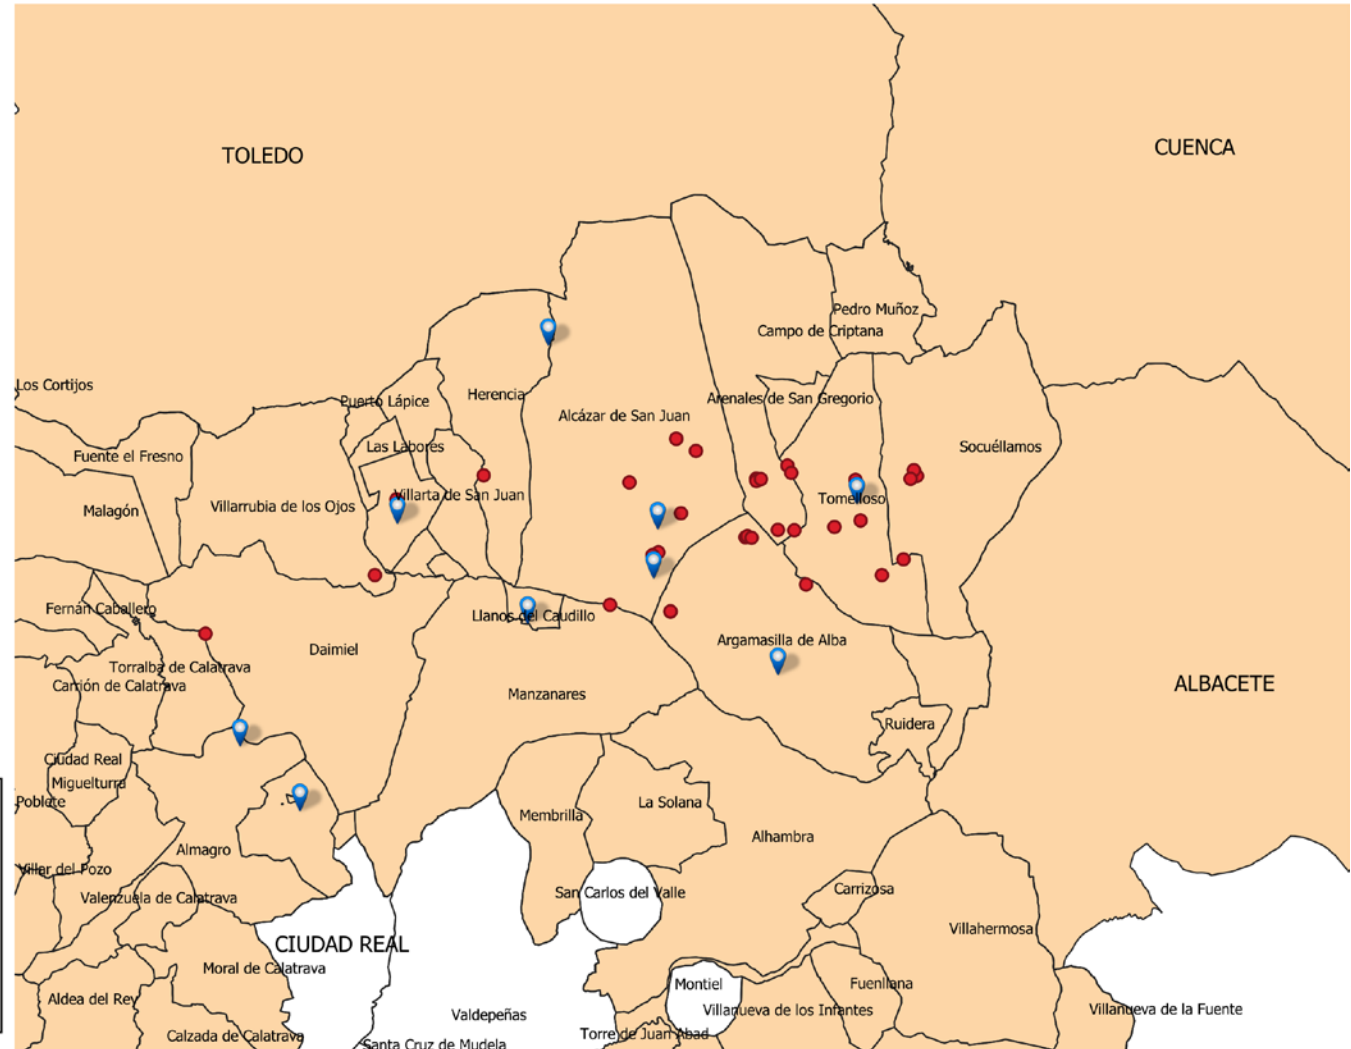 TOLEDO
CUENCA
Pedro Muñoz
Campo de Criptana
Los Cortijos
Herencia
Puerto Lápice
Arenales de San Gregorio
Alcázar de San Juan
Las Labores
Socuéllamos
Fuente el Fresno
Villarta de San Juan
Tomelloso
Villarrubia de los Ojos
Malagón
Fernán Caballero
Llanos del Caudillo
Argamasilla de Alba
Daimiel
Torralba de Calatrava
Carrión de Calatrava
ALBACETE
Manzanares
Ruidera
Ciudad Real
Miguelturra
Poblete
La Solana
Membrilla
Alhambra
Almagro
Villar del Pozo
Carrizosa
San Carlos del Valle
Valenzuela de Calatrava
Villahermosa
CIUDAD REAL
Moral de Calatrava
Montiel
Fuenllana
Aldea del Rey
Villanueva de los Infantes
Villanueva de la Fuente
Valdepeñas
Torre de Juan Abad
Calzada de Calatrava
Santa Cruz de Mudela